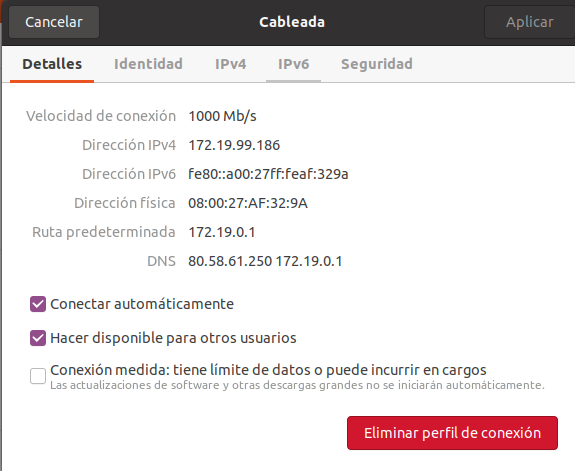 Cancelar Cableada Aplicar
Detalles Identidad IPv4 IPv6 Seguridad
Velocidad de conexión 1000 Mb/s
Dirección IPv4 172.19.99.186
Dirección IPv6 fe80::a00:27ff:feaf:329a
Dirección física 08:00:27:AF:32:9A
Ruta predeterminada 172.19.0.1
DNS 80.58.61.250 172.19.0.1
Conectar automáticamente
Hacer disponible para otros usuarios
Conexión medida: tiene límite de datos o puede incurrir en cargos
Las actualizaciones de software y otras descargas grandes no se iniciarán automáticamente.
Eliminar perfil de conexión